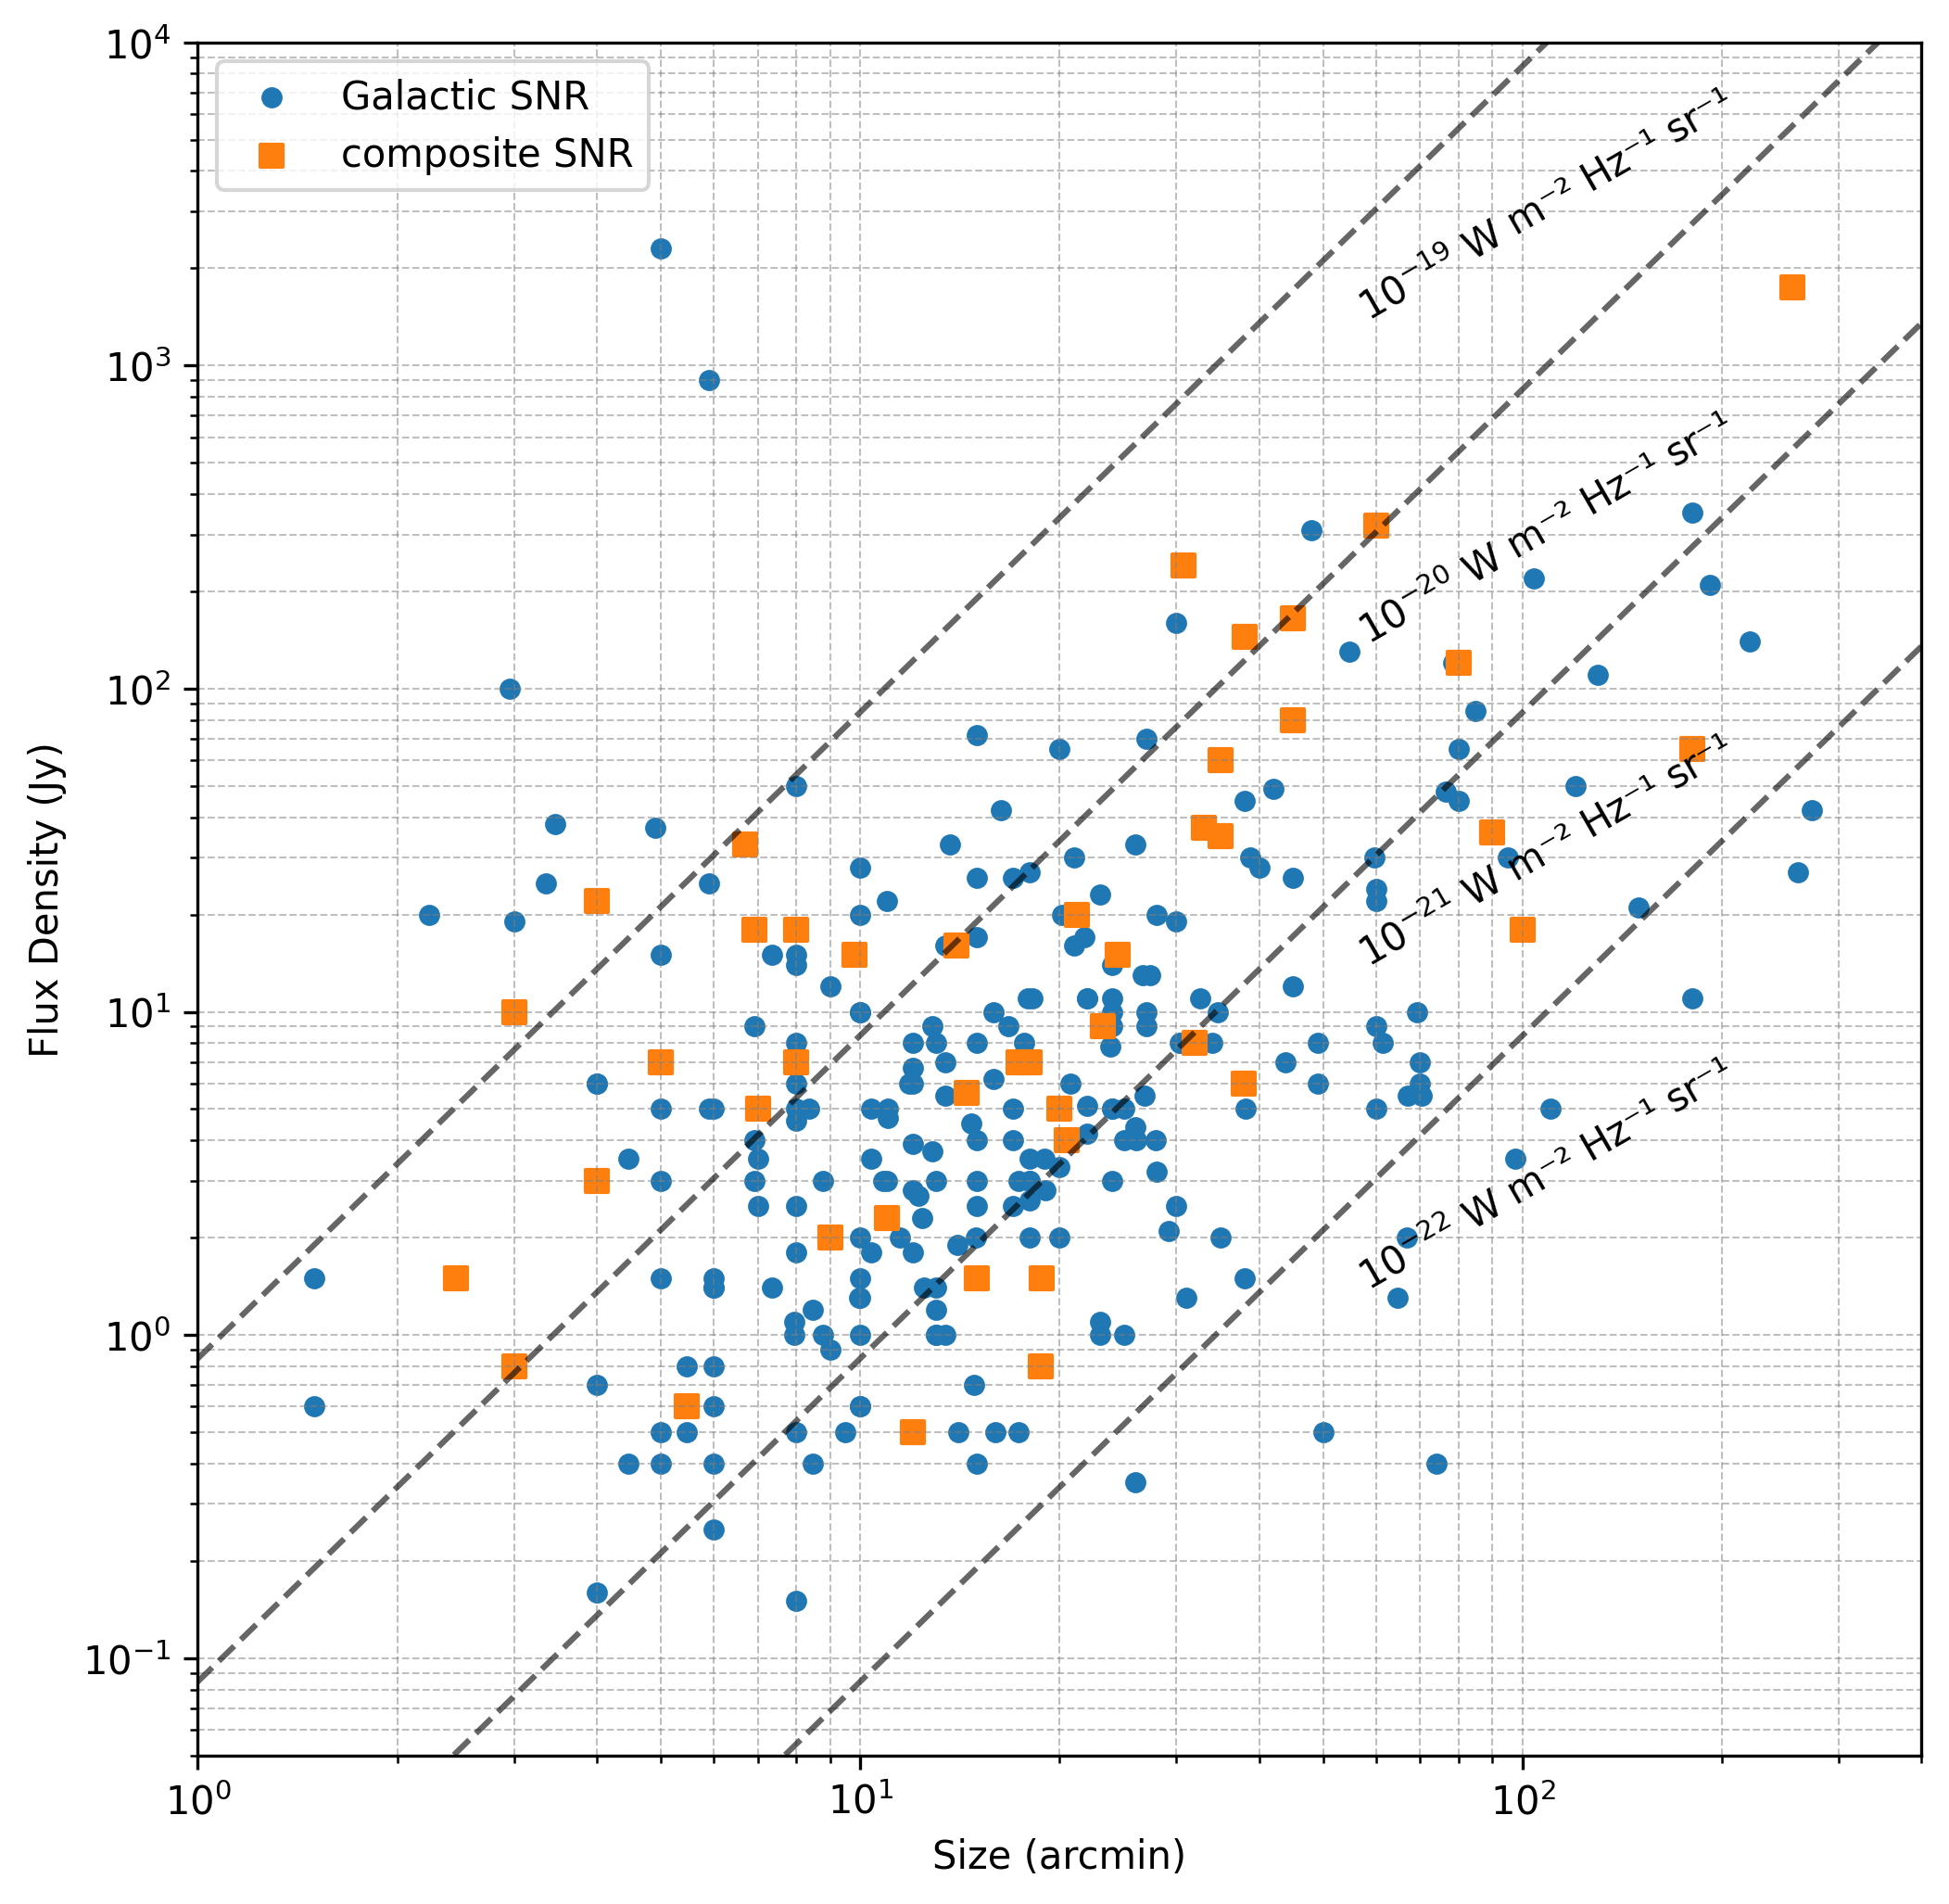 Galactic SNR
composite SNR
10⁴
10³
10²
10¹
10⁰
10⁻¹
Flux Density (Jy)
10⁻¹⁹ W m⁻² Hz⁻¹ sr⁻¹
10⁻²⁰ W m⁻² Hz⁻¹ sr⁻¹
10⁻²¹ W m⁻² Hz⁻¹ sr⁻¹
10⁻²² W m⁻² Hz⁻¹ sr⁻¹
10⁰
10¹
10²
Size (arcmin)